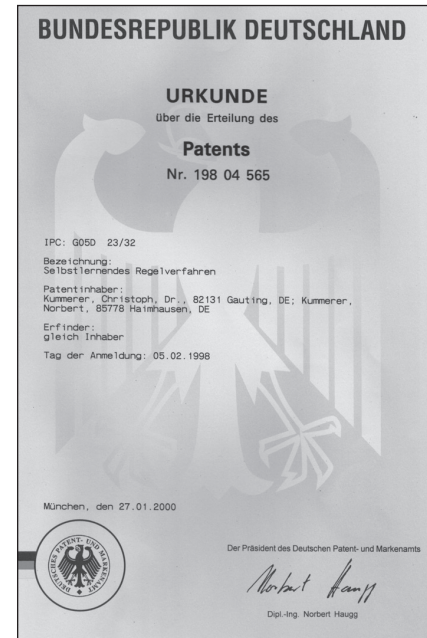 BUNDESREPUBLIK DEUTSCHLAND
URKUNDE
über die Erteilung des
Patents
Nr. 198 04 565
IPC: G05D 23/32
Bezeichnung:
Selbstlernendes Regelverfahren
Patentinhaber:
Kummerer, Christoph, Dr., 82131 Gauting, DE; Kummerer,
Norbert, 85778 Haimhausen, DE
Erfinder:
gleich Inhaber
Tag der Anmeldung: 05.02.1998
München, den 27.01.2000
DEUTSCHES PATENT- UND MARKENAMT
Der Präsident des Deutschen Patent- und Markenamts
Norbert Haugg
Dipl.-Ing. Norbert Haugg